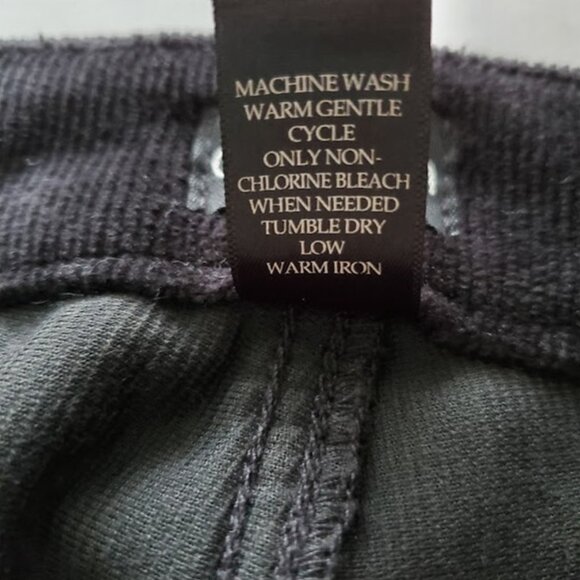 MACHINE WASH
WARM GENTLE
CYCLE
ONLY NON-
CHLORINE BLEACH
WHEN NEEDED
TUMBLE DRY
LOW
WARM IRON